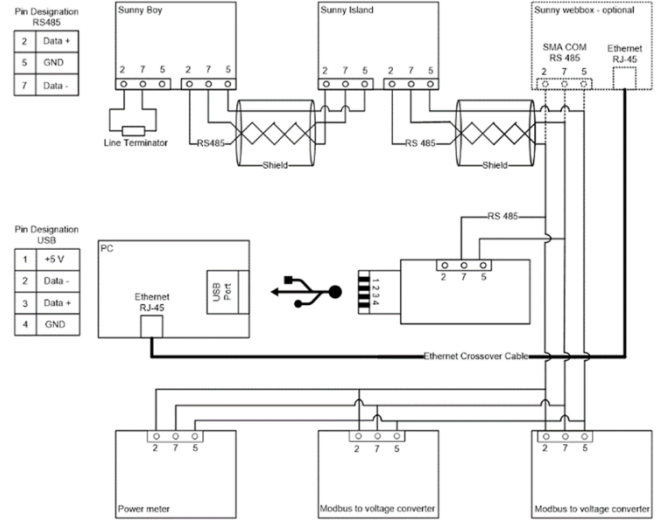 Pin Designation
RS485
2 Data +
5 GND
7 Data -
Sunny Boy
2 7 5
2 7 5
Line Terminator
RS485
Shield
Sunny Island
2 7 5
2 7 5
RS 485
Shield
Sunny webbox - optional
SMA COM
RS 485
2 7 5
Ethernet
RJ-45
Pin Designation
USB
1 +5 V
2 Data -
3 Data +
4 GND
PC
USB
Port
Ethernet
RJ-45
1
2
3
4
RS 485
2 7 5
Ethernet Crossover Cable
2 7 5
Power meter
2 7 5
Modbus to voltage converter
2 7 5
Modbus to voltage converter